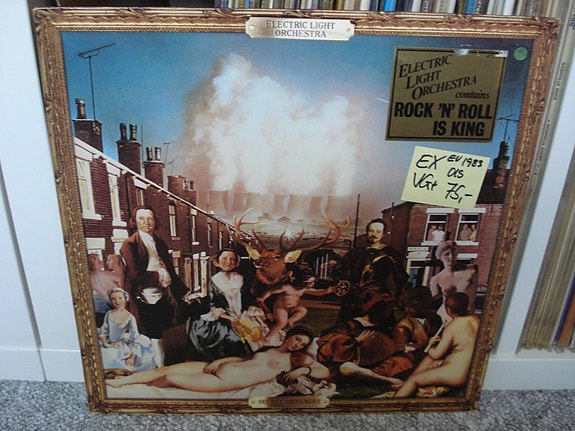 ELECTRIC LIGHT
ORCHESTRA
ELECTRIC
LIGHT
ORCHESTRA
contains
ROCK 'N' ROLL
IS KING
EX EU 1983
OIS
VG+ 75,-
SECRET MESSAGES